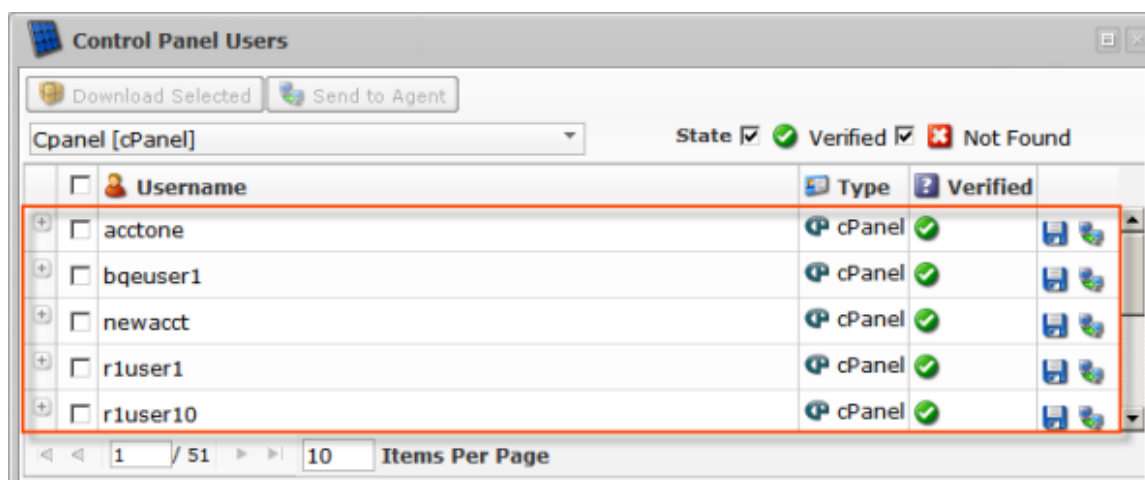 Control Panel Users
Download Selected Send to Agent
Cpanel [cPanel] State Verified Not Found
Username Type Verified
acctone cPanel
bqeuser1 cPanel
newacct cPanel
r1user1 cPanel
r1user10 cPanel
1 / 51 10 Items Per Page